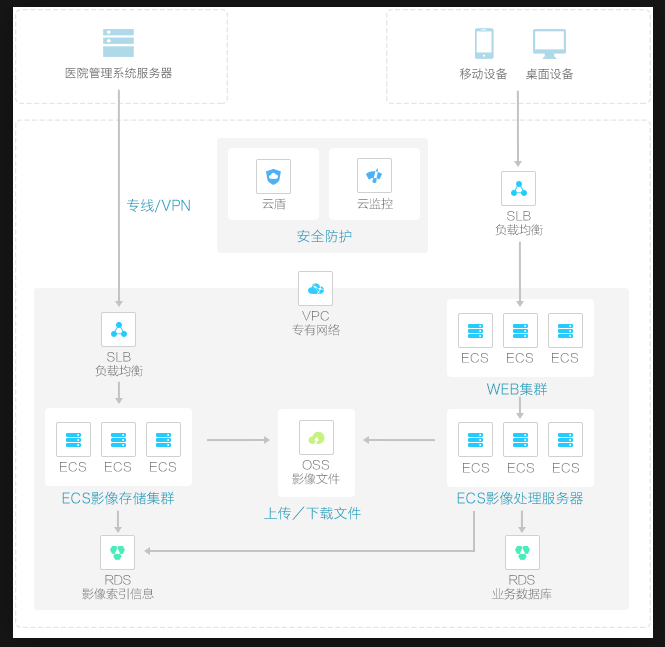 医院管理系统服务器
移动设备
桌面设备
专线/VPN
云盾
云监控
安全防护
SLB
负载均衡
VPC
专有网络
SLB
负载均衡
ECS
ECS
ECS
WEB集群
ECS
ECS
ECS
ECS影像存储集群
OSS
影像文件
上传／下载文件
ECS
ECS
ECS
ECS影像处理服务器
RDS
影像索引信息
RDS
业务数据库